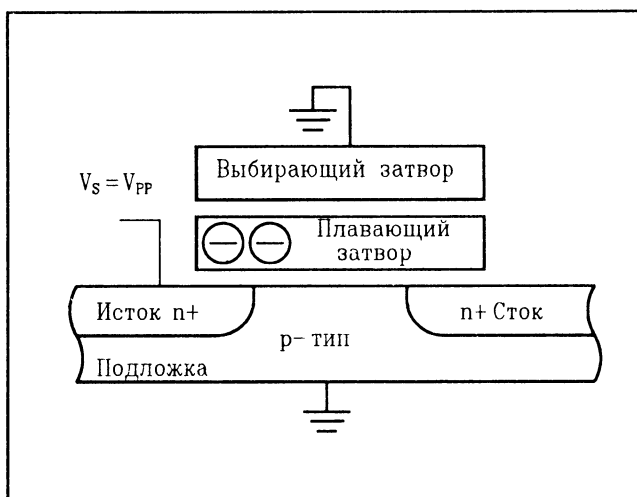 Выбирающий затвор
V_S = V_PP
Плавающий
затвор
Исток n+
n+ Сток
p- тип
Подложка